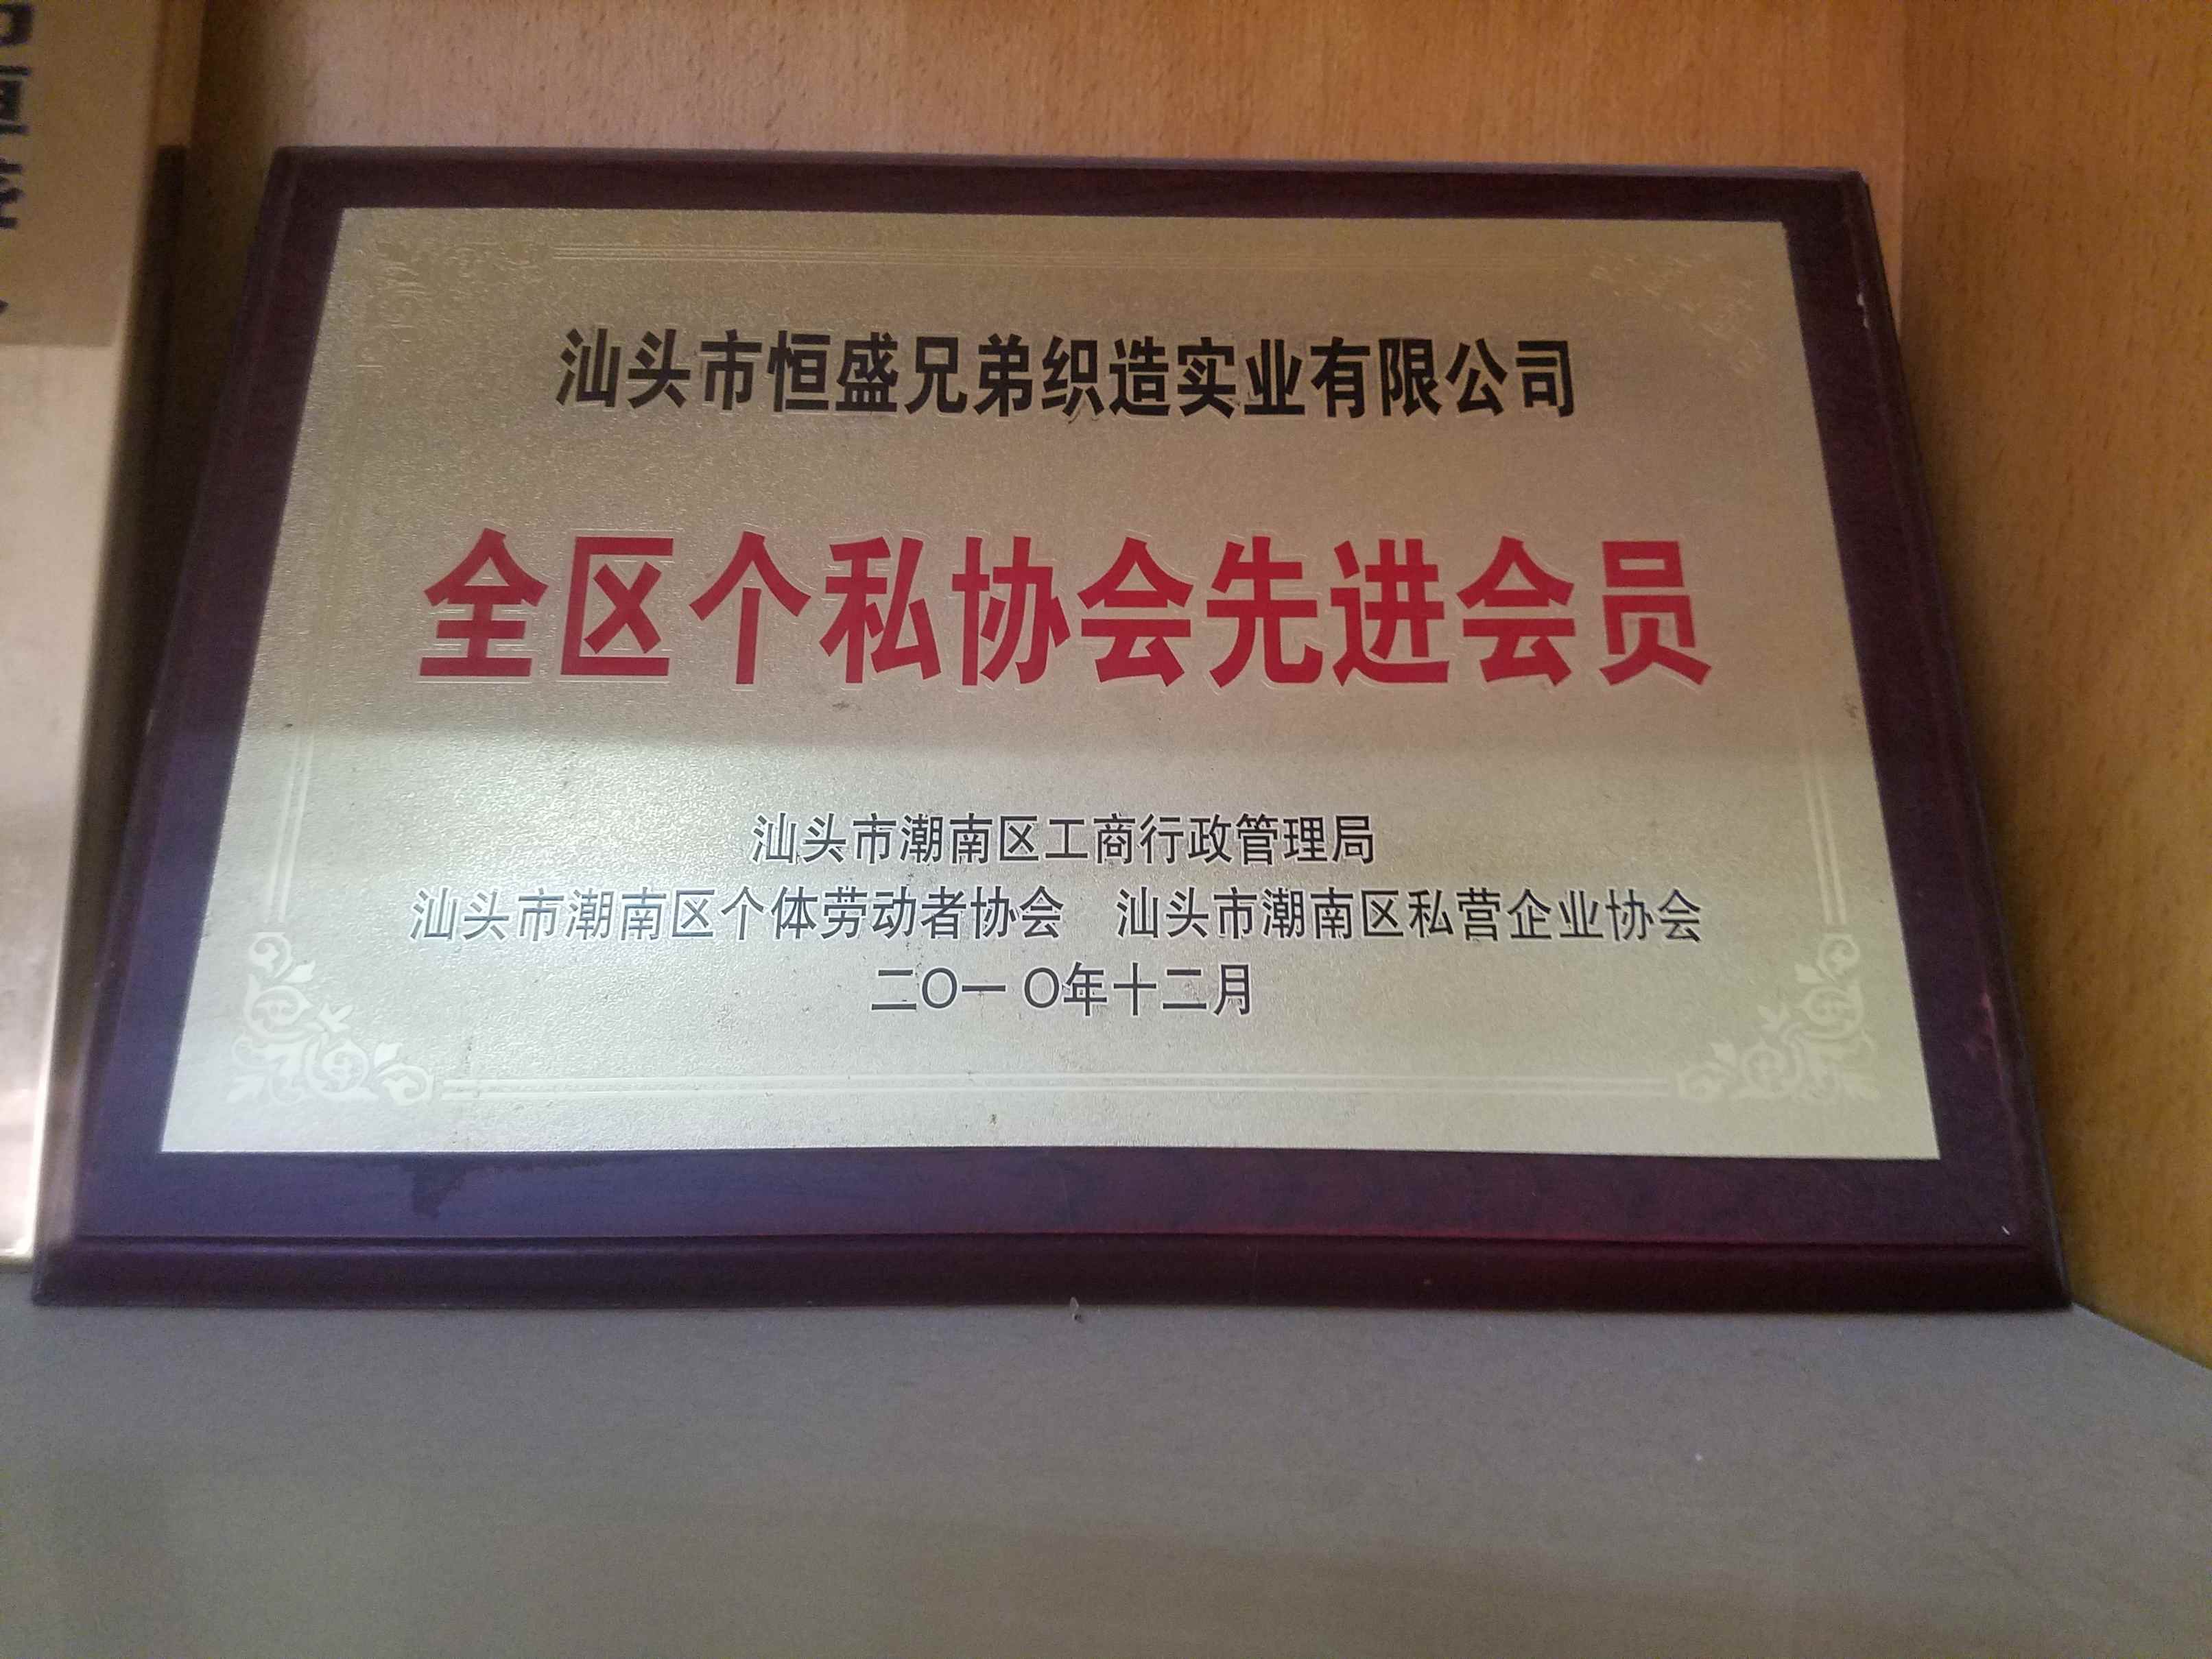 汕头市恒盛兄弟织造实业有限公司
全区个私协会先进会员
汕头市潮南区工商行政管理局
汕头市潮南区个体劳动者协会　汕头市潮南区私营企业协会
二〇一〇年十二月